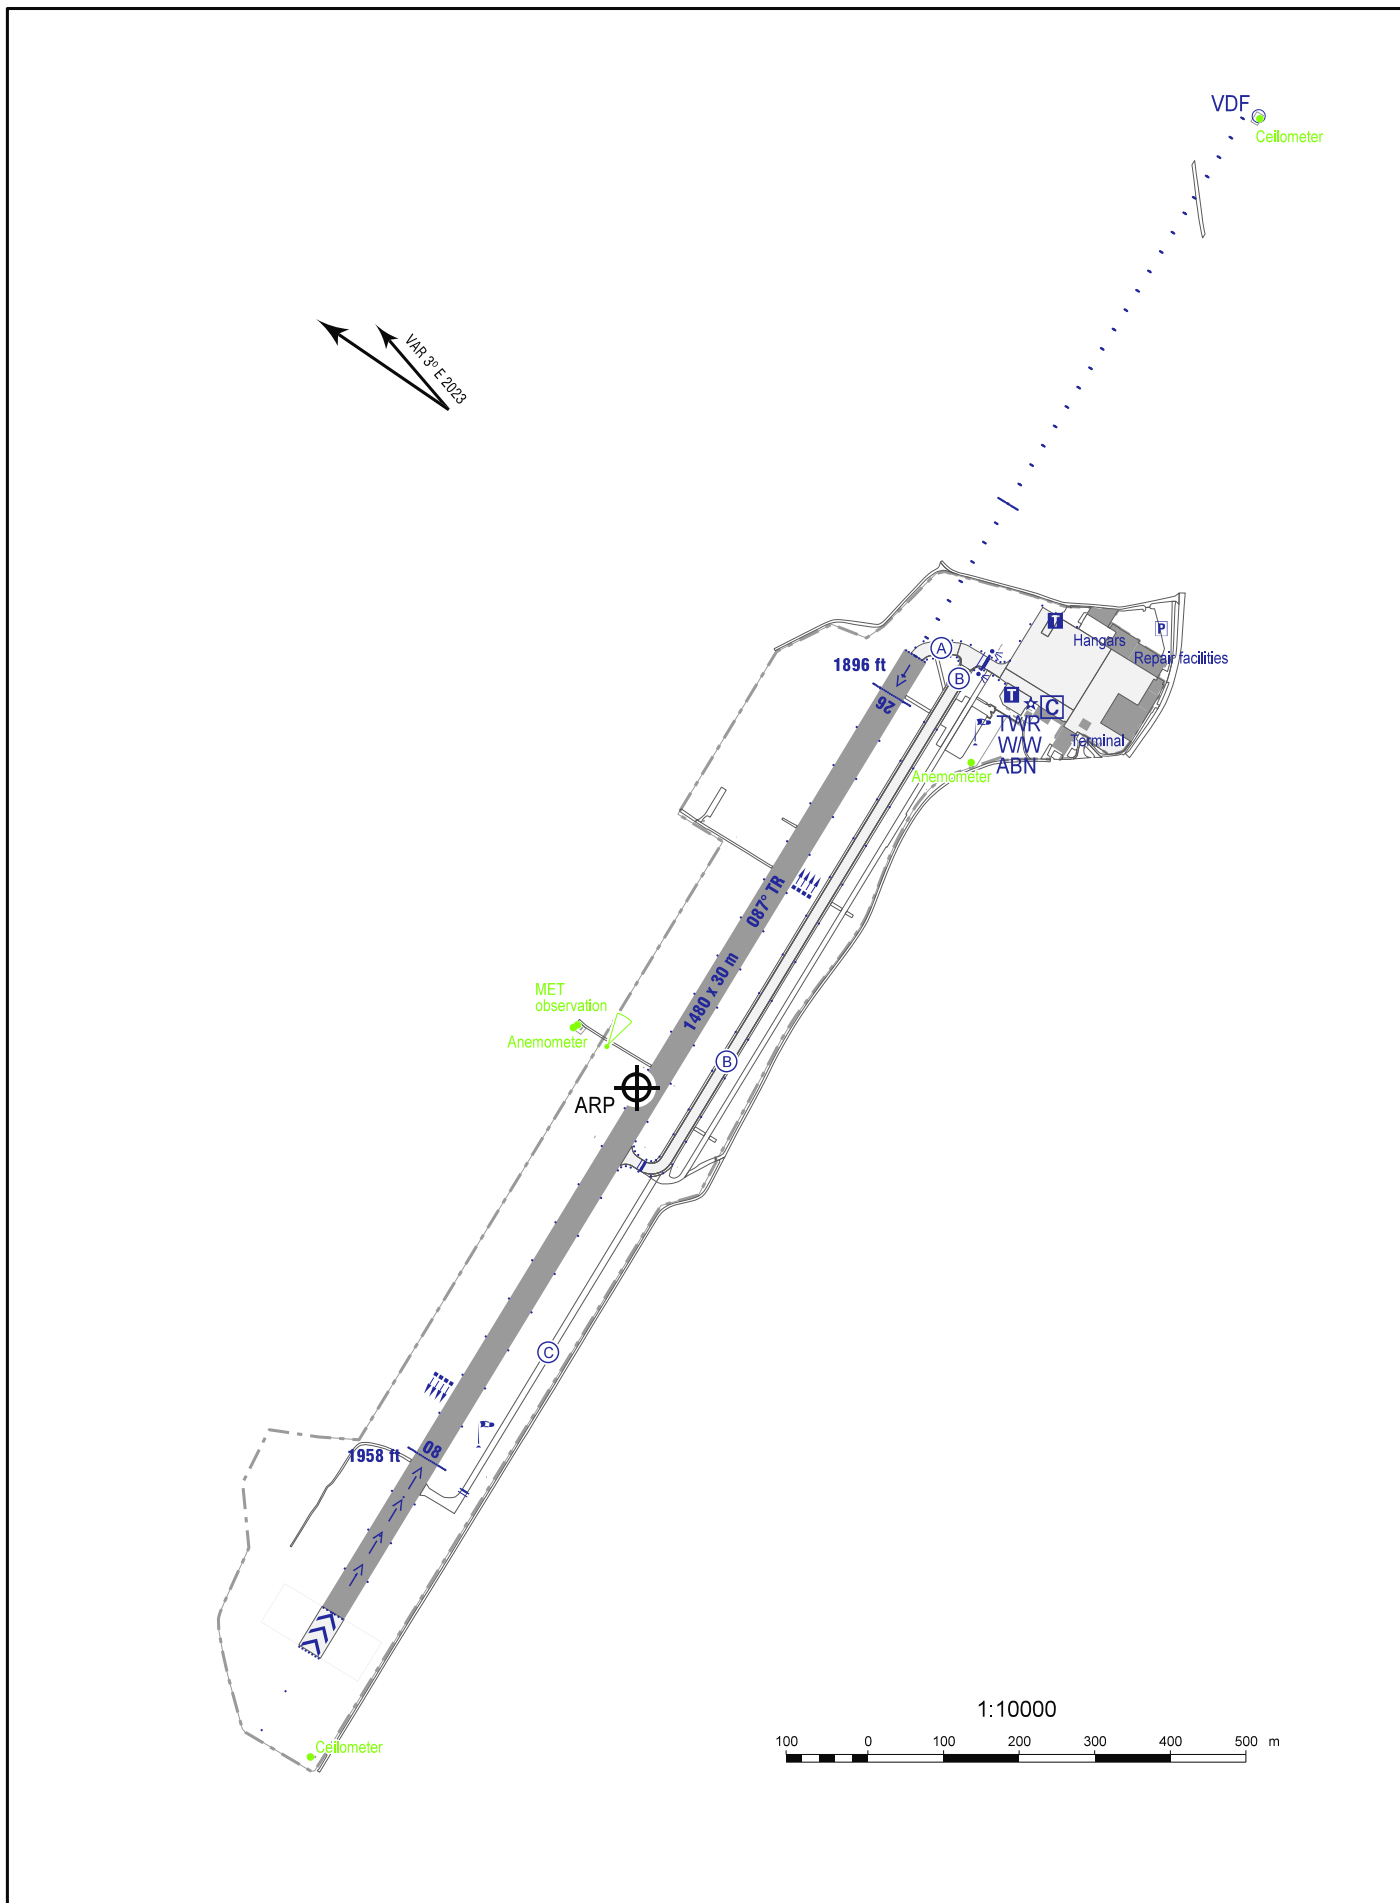 VDF
Ceilometer
VAR 3º E 2023
A
T
P
Hangars
1896 ft
Repair facilities
B
26
T
C
TWR
Terminal
W/W
ABN
Anemometer
087° TR
1480 x 30 m
MET
observation
Anemometer
B
ARP
C
08
1958 ft
1:10000
100 0 100 200 300 400 500 m
Ceilometer